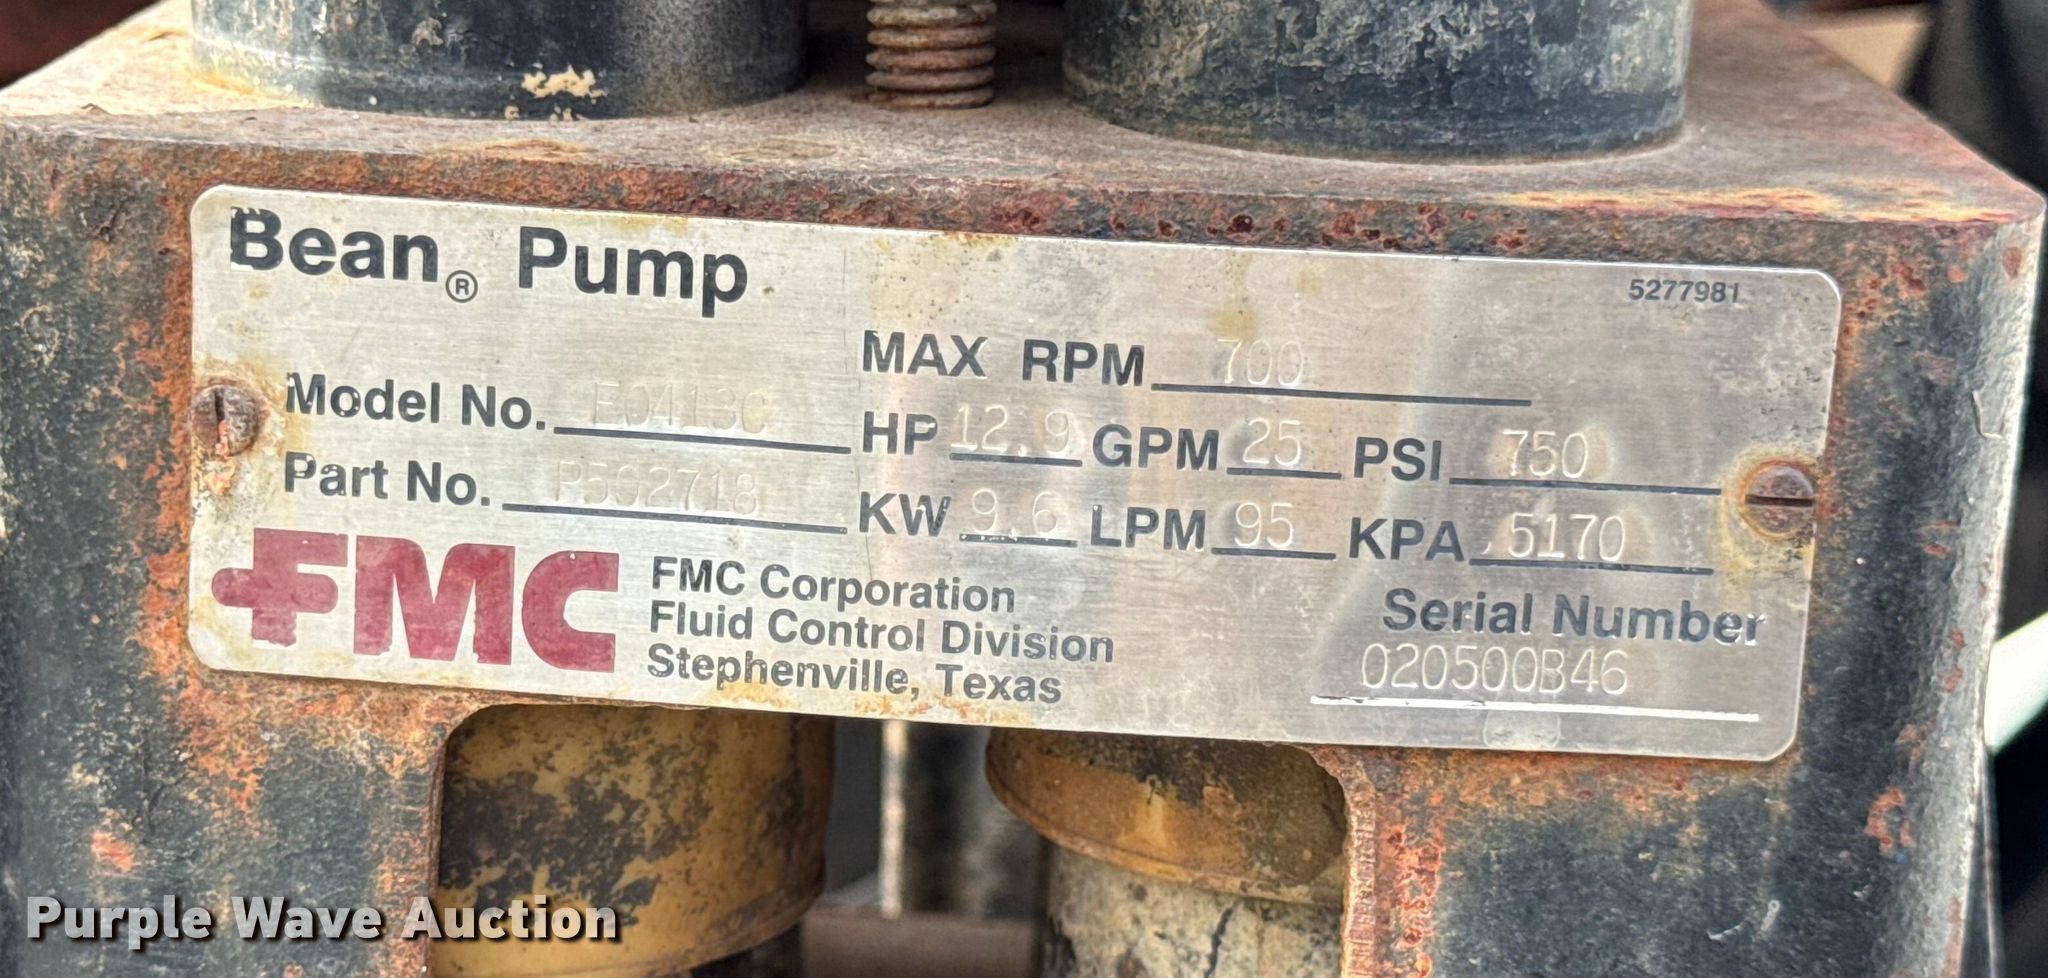 Bean® Pump
5277981
MAX RPM 700
Model No. E0413C HP 12.9 GPM 25 PSI 750
Part No. P502718 KW 9.6 LPM 95 KPA 5170
FMC
FMC Corporation
Fluid Control Division
Stephenville, Texas
Serial Number
020500B46
Purple Wave Auction